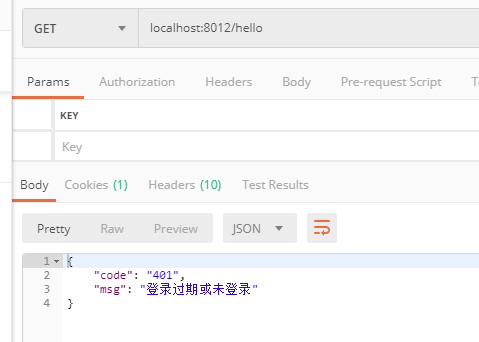 GET localhost:8012/hello
Params Authorization Headers Body Pre-request Script
KEY
Key
Body Cookies (1) Headers (10) Test Results
Pretty Raw Preview JSON
1 {
2 "code": "401",
3 "msg": "登录过期或未登录"
4 }